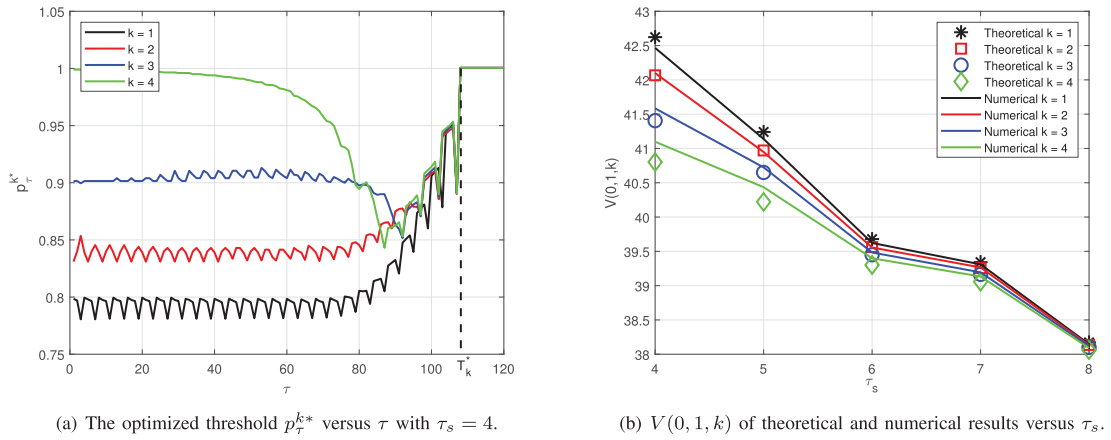 1.05
1
0.95
0.9
0.85
0.8
0.75
p_τ^{k*}
k = 1
k = 2
k = 3
k = 4
0 20 40 60 80 100 T_k^* 120
τ
(a) The optimized threshold p_τ^{k*} versus τ with τ_s = 4.
43
42.5
42
41.5
41
40.5
40
39.5
39
38.5
38
V(0,1,k)
Theoretical k = 1
Theoretical k = 2
Theoretical k = 3
Theoretical k = 4
Numerical k = 1
Numerical k = 2
Numerical k = 3
Numerical k = 4
4 5 6 7 8
τ_s
(b) V(0, 1, k) of theoretical and numerical results versus τ_s.